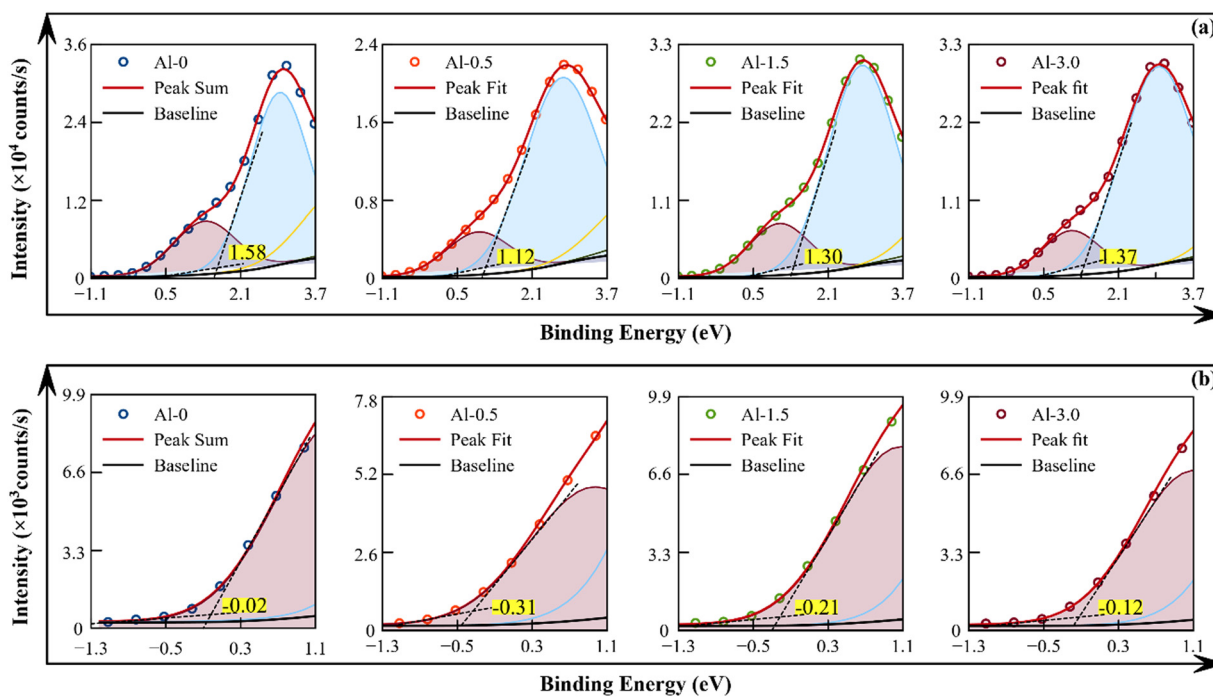 (a)
Intensity (×10⁴ counts/s)
3.6
2.4
1.2
0
Al-0
Peak Sum
Baseline
1.58
−1.1 0.5 2.1 3.7
2.4
1.6
0.8
0
Al-0.5
Peak Fit
Baseline
1.12
−1.1 0.5 2.1 3.7
3.3
2.2
1.1
0
Al-1.5
Peak Fit
Baseline
1.30
−1.1 0.5 2.1 3.7
3.3
2.2
1.1
0
Al-3.0
Peak fit
Baseline
1.37
−1.1 0.5 2.1 3.7
Binding Energy (eV)
(b)
Intensity (×10³counts/s)
9.9
6.6
3.3
0
Al-0
Peak Sum
Baseline
-0.02
−1.3 −0.5 0.3 1.1
7.8
5.2
2.6
0
Al-0.5
Peak Fit
Baseline
-0.31
−1.3 −0.5 0.3 1.1
9.9
6.6
3.3
0
Al-1.5
Peak Fit
Baseline
-0.21
−1.3 −0.5 0.3 1.1
9.9
6.6
3.3
0
Al-3.0
Peak fit
Baseline
-0.12
−1.3 −0.5 0.3 1.1
Binding Energy (eV)